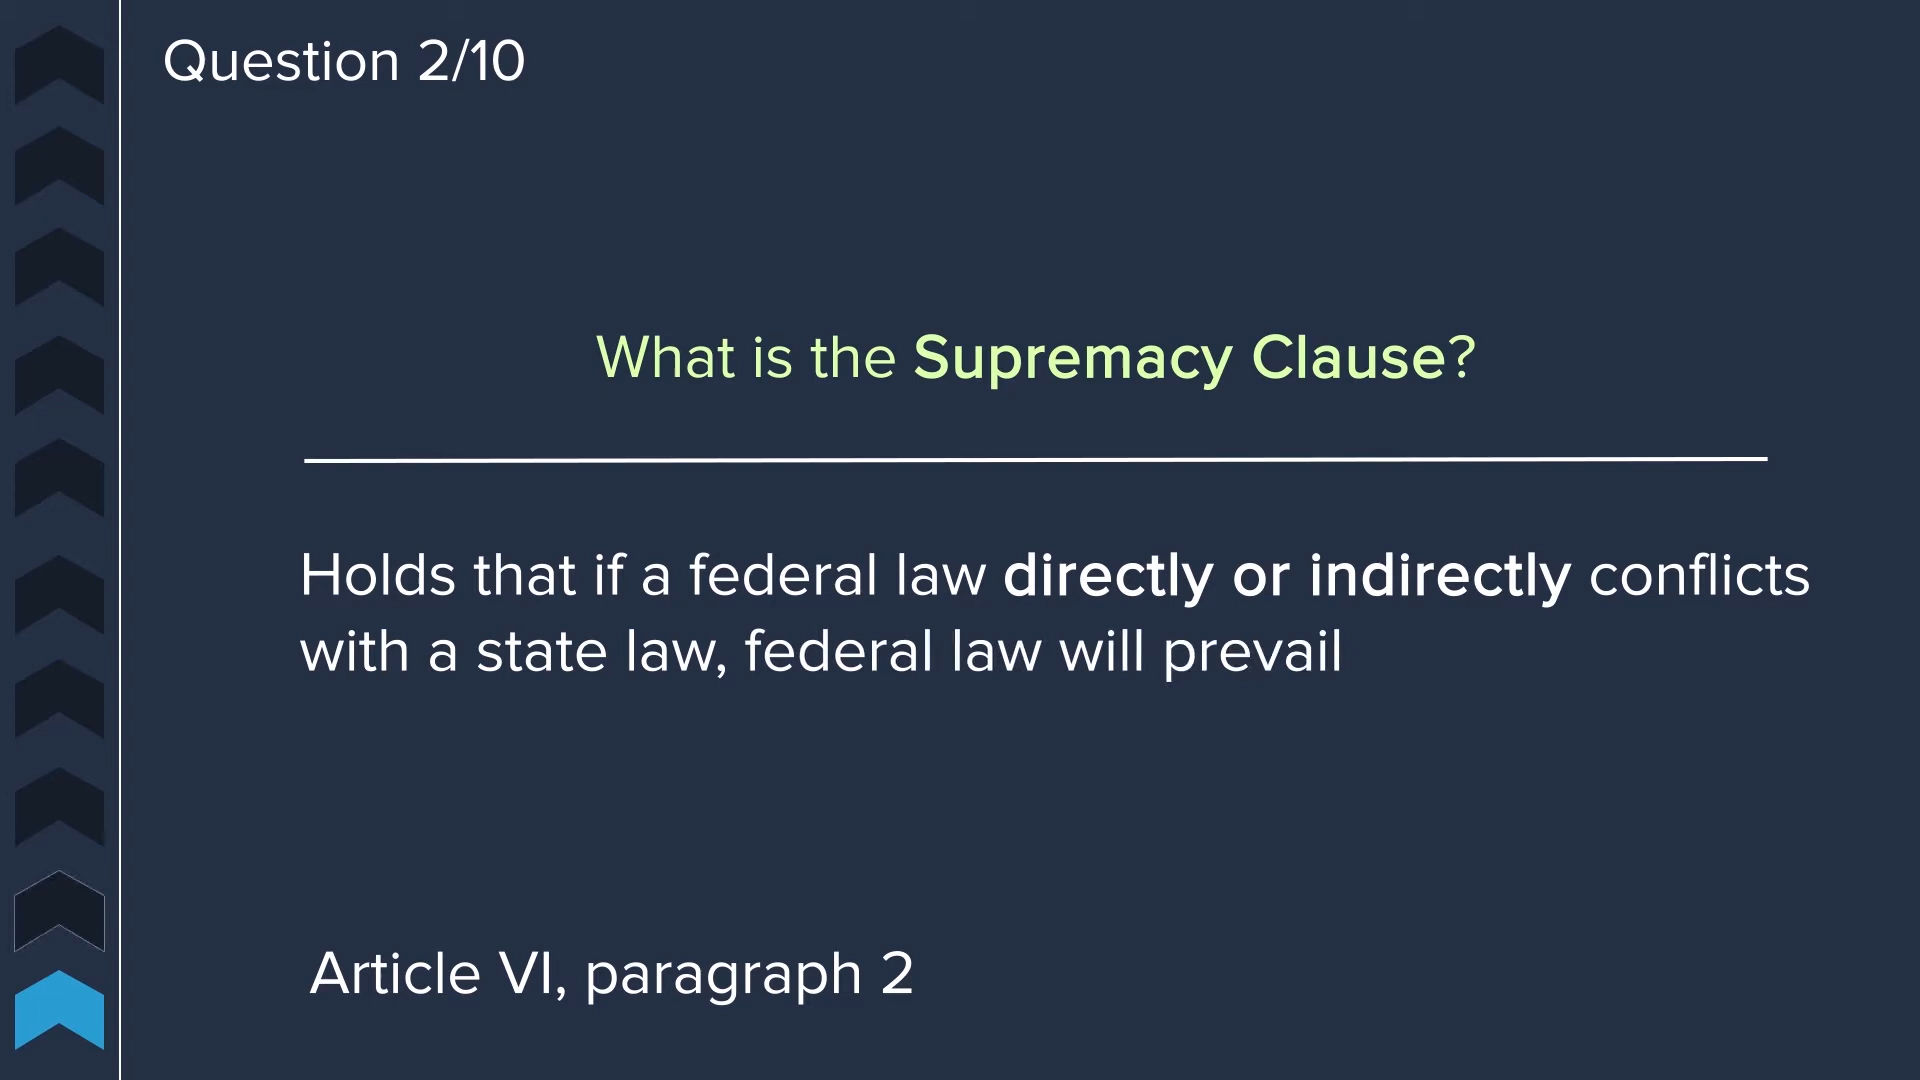 Question 2/10
What is the Supremacy Clause?
Holds that if a federal law directly or indirectly conflicts
with a state law, federal law will prevail
Article VI, paragraph 2